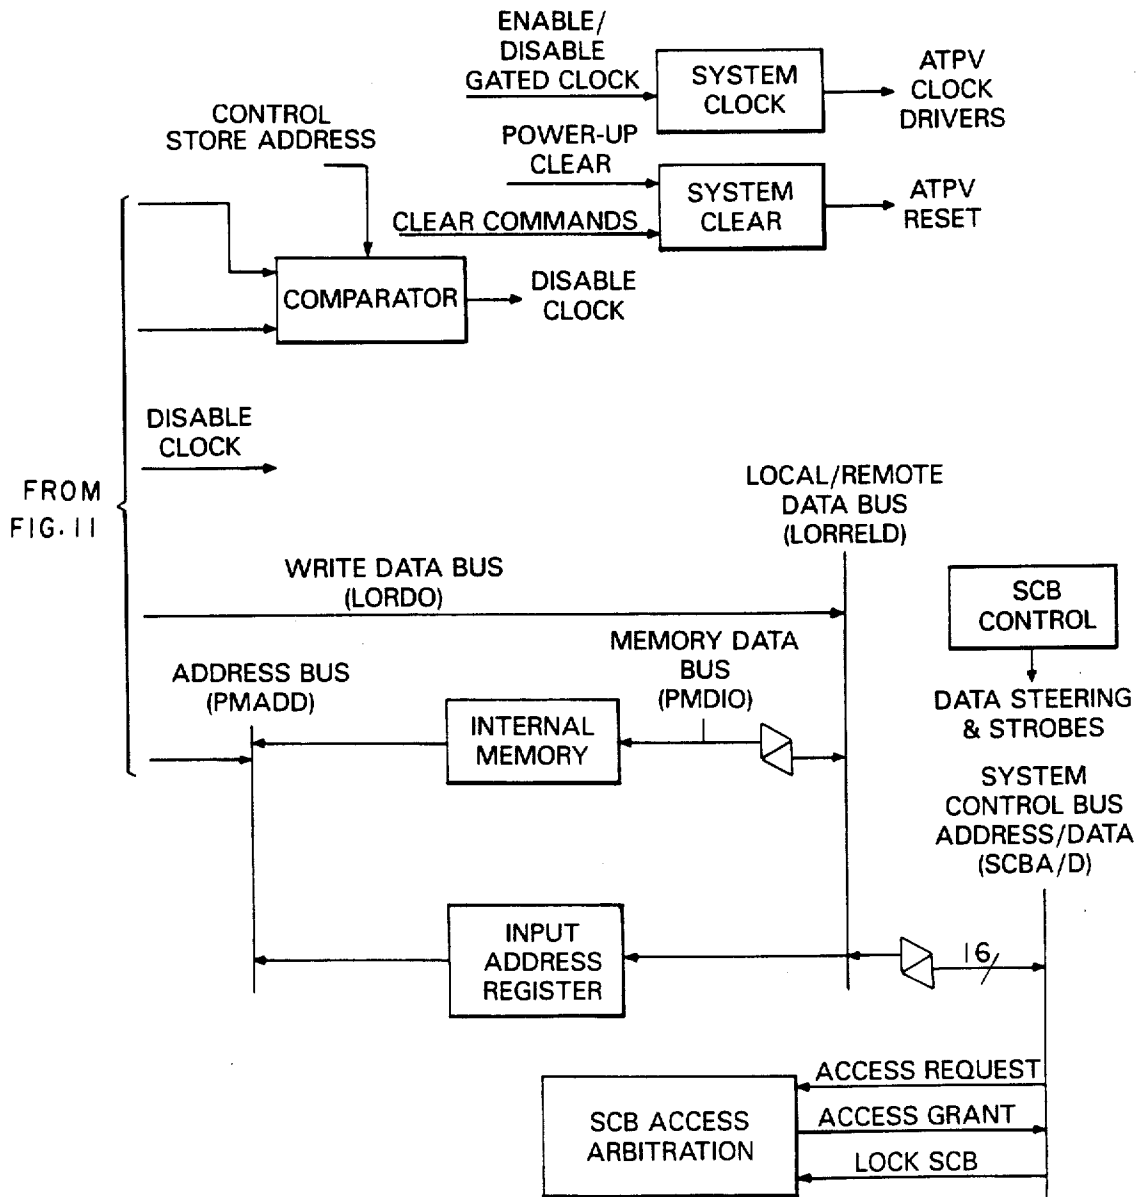 ENABLE/
DISABLE
GATED CLOCK
SYSTEM
CLOCK
ATPV
CLOCK
DRIVERS
CONTROL
STORE ADDRESS
POWER-UP
CLEAR
CLEAR COMMANDS
SYSTEM
CLEAR
ATPV
RESET
COMPARATOR
DISABLE
CLOCK
DISABLE
CLOCK
FROM
FIG. 11
LOCAL/REMOTE
DATA BUS
(LORRELD)
WRITE DATA BUS
(LORDO)
SCB
CONTROL
ADDRESS BUS
(PMADD)
MEMORY DATA
BUS
(PMDIO)
INTERNAL
MEMORY
DATA STEERING
& STROBES
SYSTEM
CONTROL BUS
ADDRESS/DATA
(SCBA/D)
INPUT
ADDRESS
REGISTER
16
SCB ACCESS
ARBITRATION
ACCESS REQUEST
ACCESS GRANT
LOCK SCB